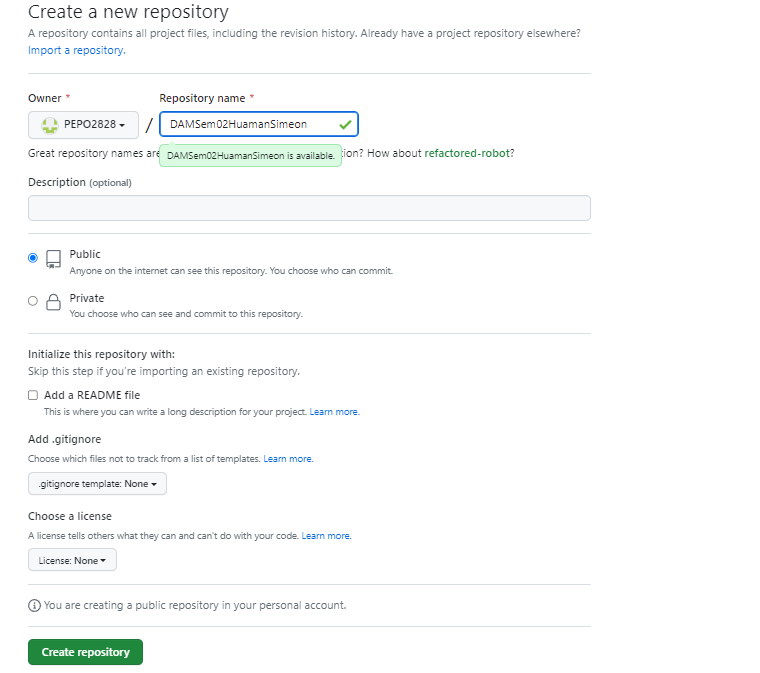 Create a new repository
A repository contains all project files, including the revision history. Already have a project repository elsewhere?
Import a repository.
Owner *
Repository name *
PEPO2828
/
DAMSem02HuamanSimeon
Great repository names are
DAMSem02HuamanSimeon is available.
ion? How about refactored-robot?
Description (optional)
Public
Anyone on the internet can see this repository. You choose who can commit.
Private
You choose who can see and commit to this repository.
Initialize this repository with:
Skip this step if you're importing an existing repository.
Add a README file
This is where you can write a long description for your project. Learn more.
Add .gitignore
Choose which files not to track from a list of templates. Learn more.
.gitignore template: None
Choose a license
A license tells others what they can and can't do with your code. Learn more.
License: None
You are creating a public repository in your personal account.
Create repository